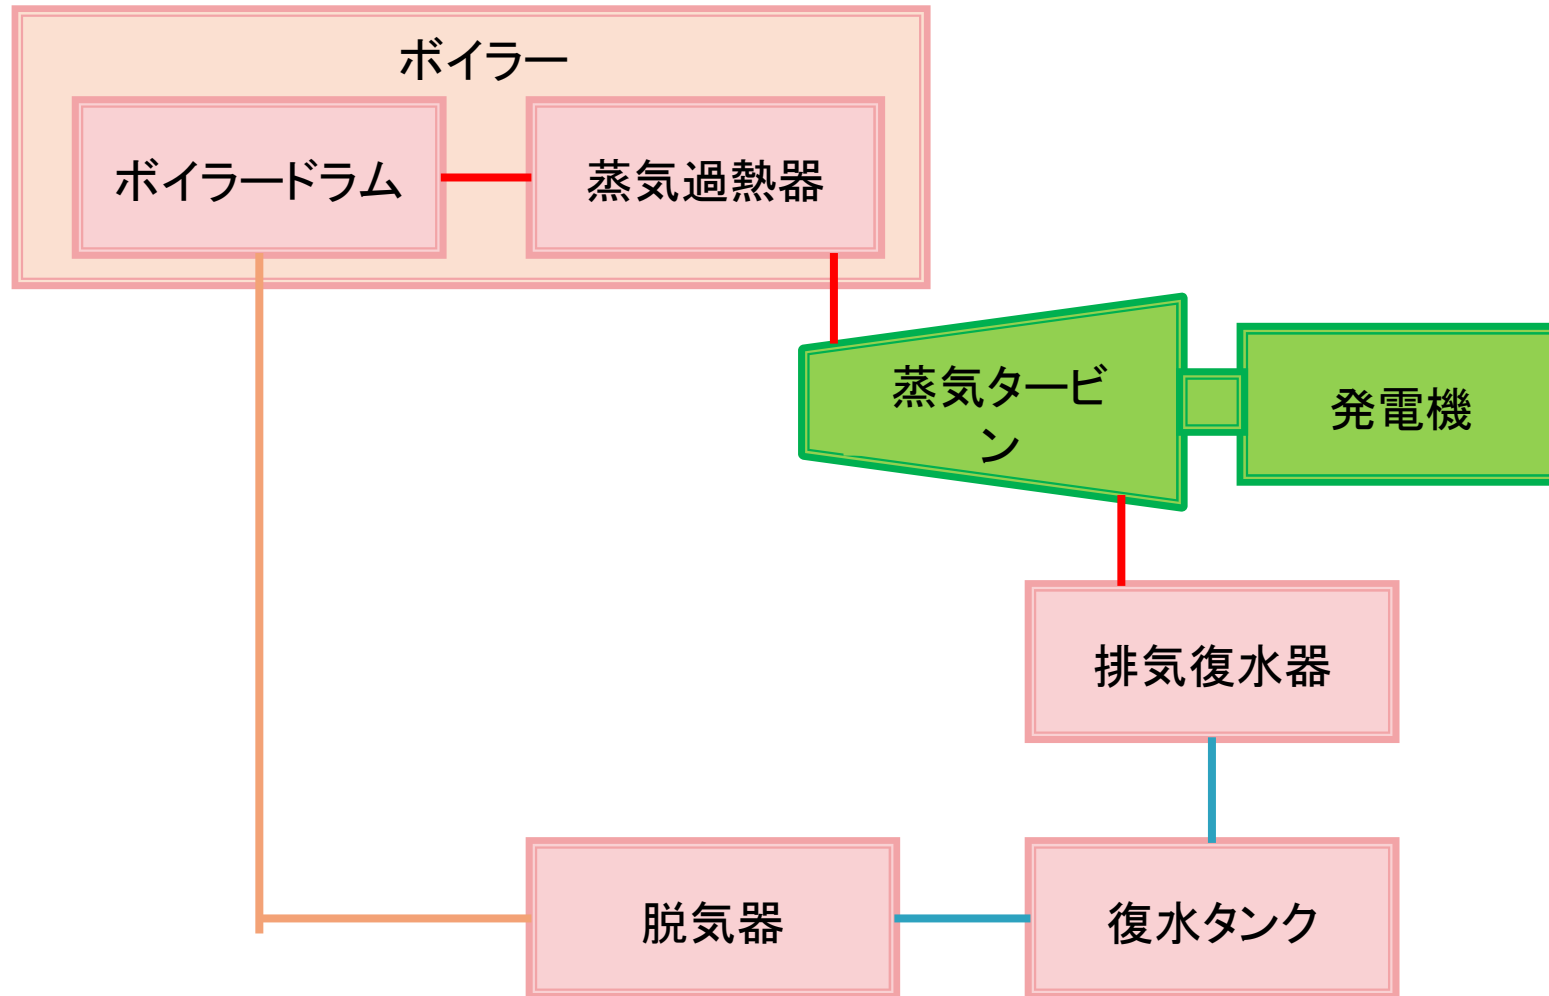 ボイラー
ボイラードラム
蒸気過熱器
蒸気タービ
ン
発電機
排気復水器
脱気器
復水タンク